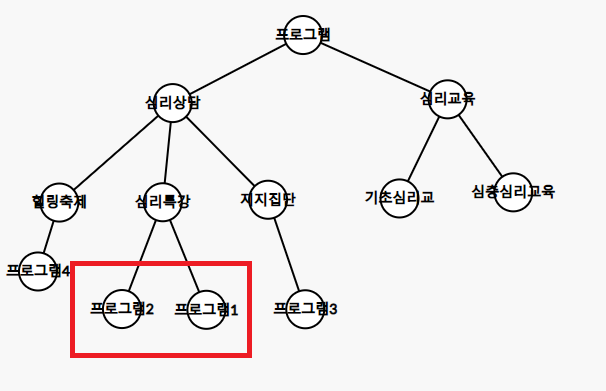 프로그램
심리상담
심리교육
힐링축제
심리특강
지지집단
기초심리교
심층심리교육
프로그램4
프로그램2
프로그램1
프로그램3